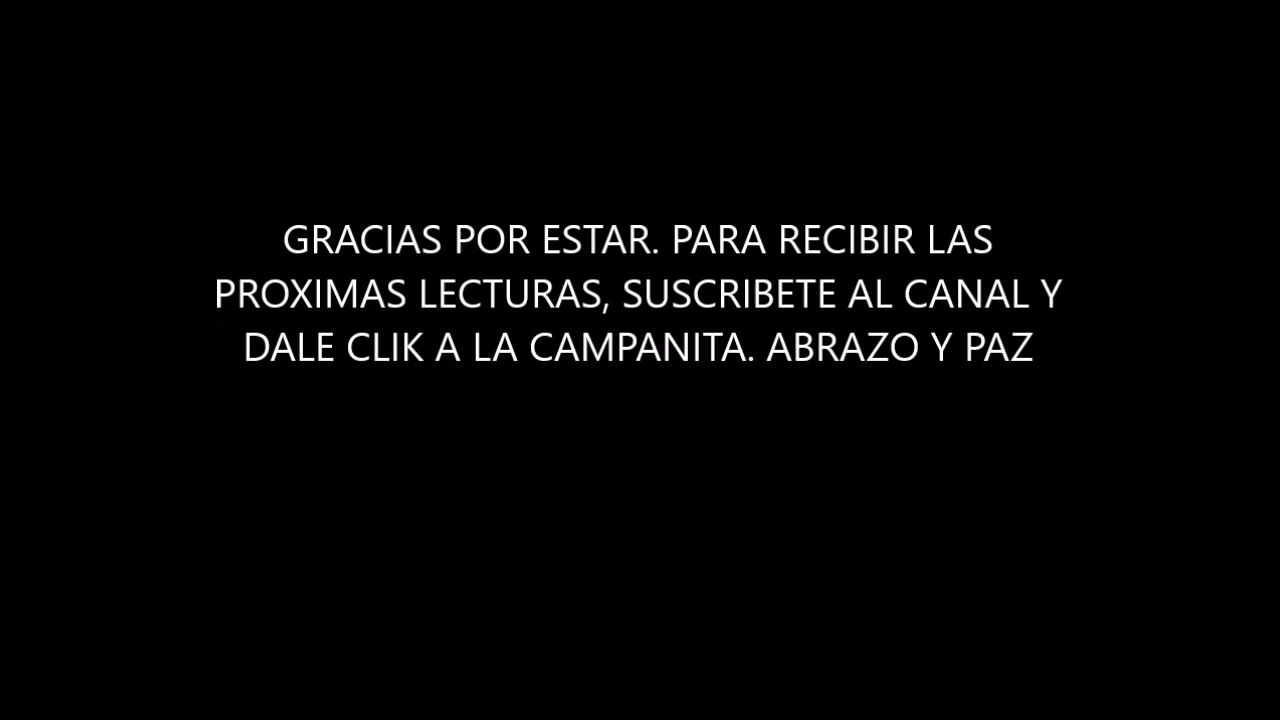 GRACIAS POR ESTAR. PARA RECIBIR LAS
PROXIMAS LECTURAS, SUSCRIBETE AL CANAL Y
DALE CLIK A LA CAMPANITA. ABRAZO Y PAZ